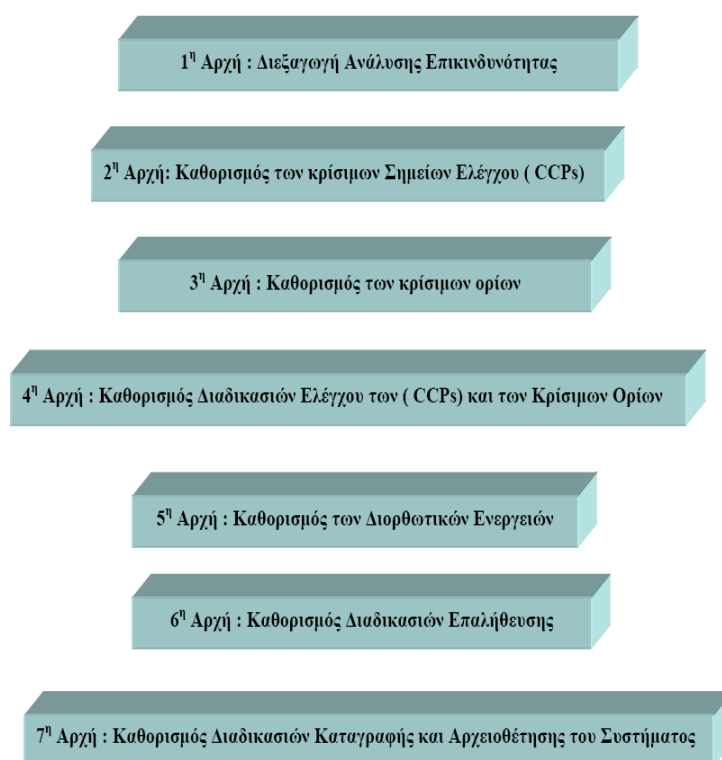 1η Αρχή : Διεξαγωγή Ανάλυσης Επικινδυνότητας
2η Αρχή: Καθορισμός των κρίσιμων Σημείων Ελέγχου ( CCPs)
3η Αρχή : Καθορισμός των κρίσιμων ορίων
4η Αρχή : Καθορισμός Διαδικασιών Ελέγχου των ( CCPs) και των Κρίσιμων Ορίων
5η Αρχή : Καθορισμός των Διορθωτικών Ενεργειών
6η Αρχή : Καθορισμός Διαδικασιών Επαλήθευσης
7η Αρχή : Καθορισμός Διαδικασιών Καταγραφής και Αρχειοθέτησης του Συστήματος